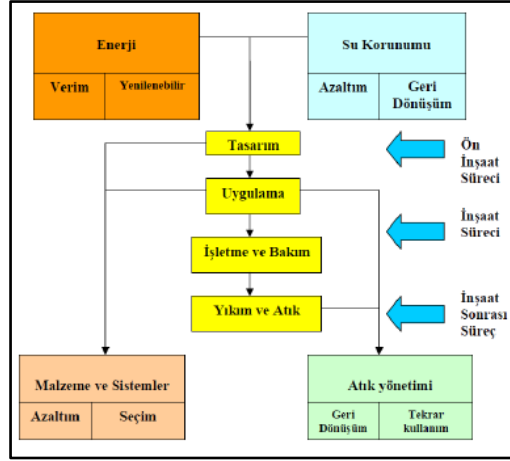 Enerji
Su Korunumu
Verim
Yenilenebilir
Azaltım
Geri
Dönüşüm
Tasarım
Ön
İnşaat
Süreci
Uygulama
İnşaat
Süreci
İşletme ve Bakım
Yıkım ve Atık
İnşaat
Sonrası
Süreç
Malzeme ve Sistemler
Azaltım
Seçim
Atık yönetimi
Geri
Dönüşüm
Tekrar
kullanım